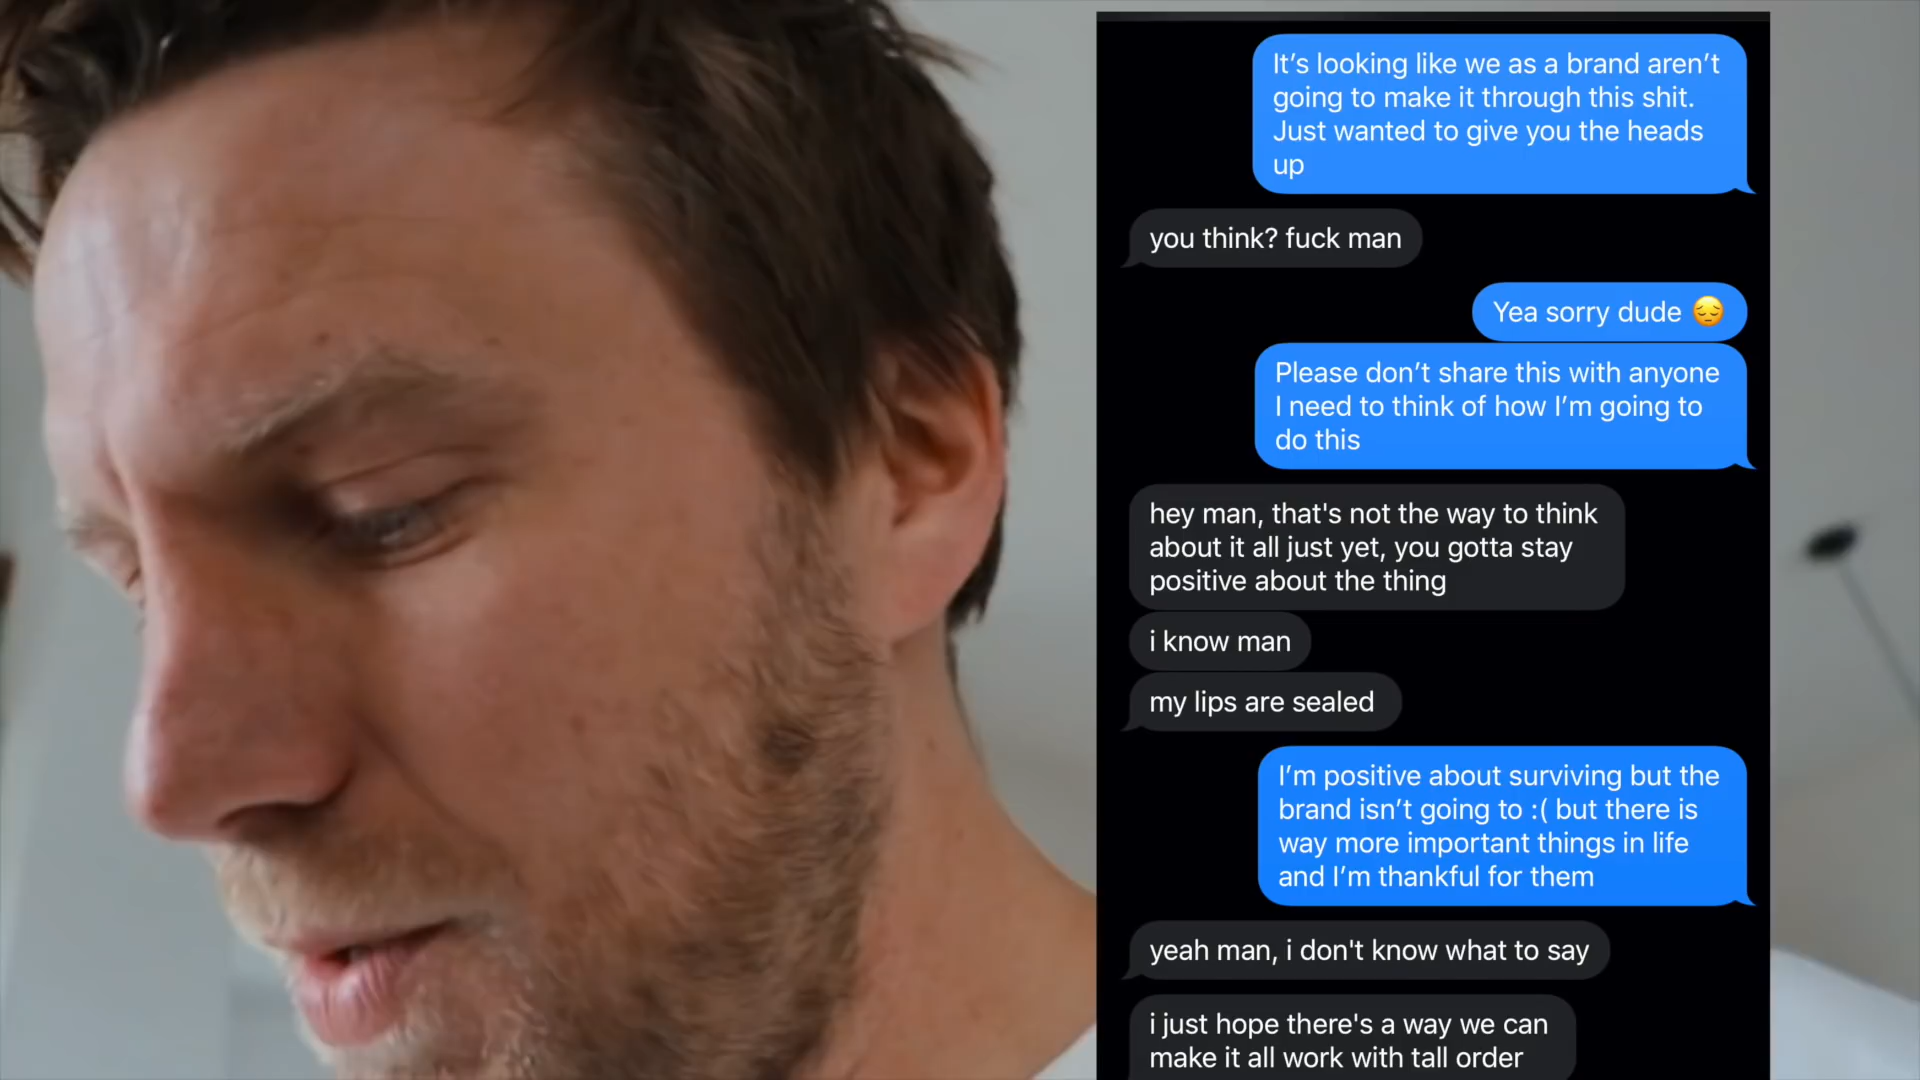 It’s looking like we as a brand aren’t
going to make it through this shit.
Just wanted to give you the heads
up
you think? fuck man
Yea sorry dude 😔
Please don’t share this with anyone
I need to think of how I’m going to
do this
hey man, that's not the way to think
about it all just yet, you gotta stay
positive about the thing
i know man
my lips are sealed
I’m positive about surviving but the
brand isn’t going to :( but there is
way more important things in life
and I’m thankful for them
yeah man, i don't know what to say
i just hope there's a way we can
make it all work with tall order